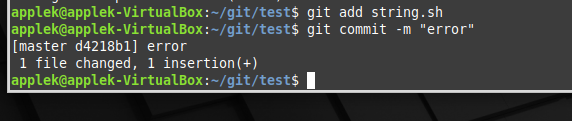 applek@applek-VirtualBox:~/git/test$ git add string.sh
applek@applek-VirtualBox:~/git/test$ git commit -m "error"
[master d4218b1] error
 1 file changed, 1 insertion(+)
applek@applek-VirtualBox:~/git/test$